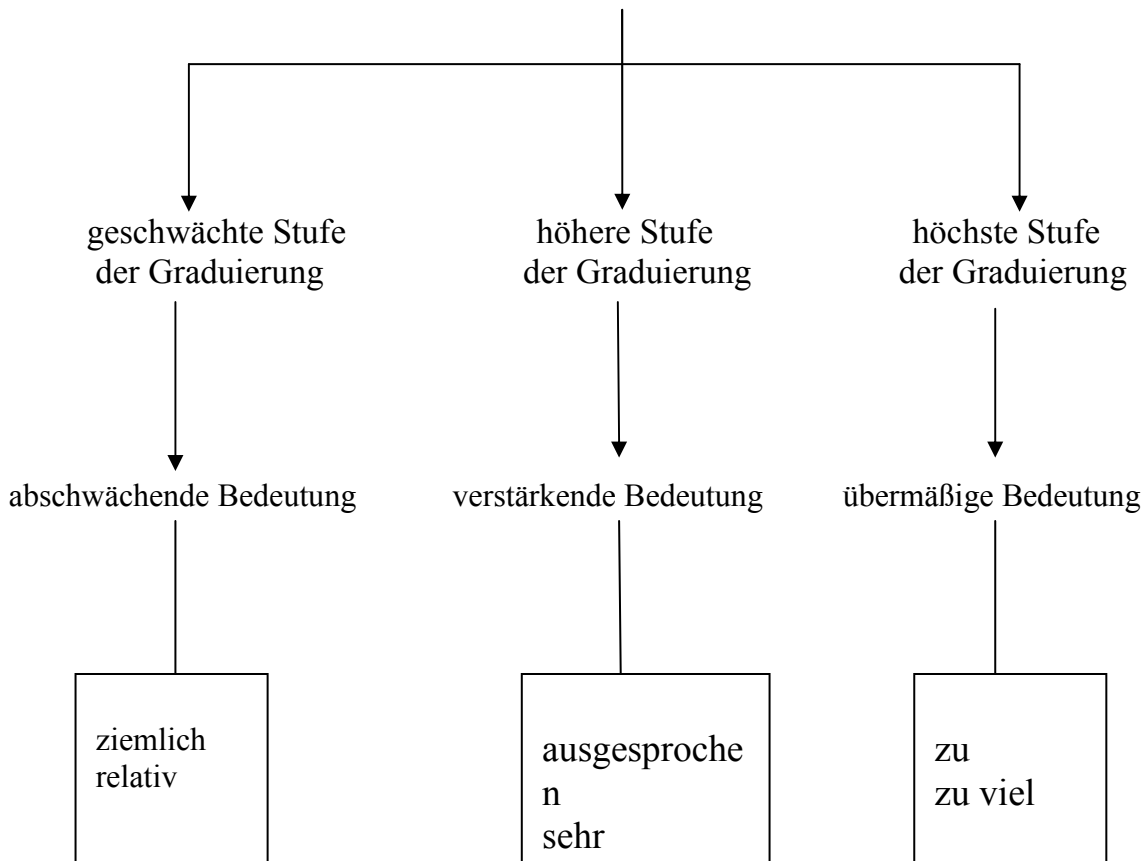 geschwächte Stufe
der Graduierung
höhere Stufe
der Graduierung
höchste Stufe
der Graduierung
abschwächende Bedeutung
verstärkende Bedeutung
übermäßige Bedeutung
ziemlich
relativ
ausgesproche
n
sehr
zu
zu viel